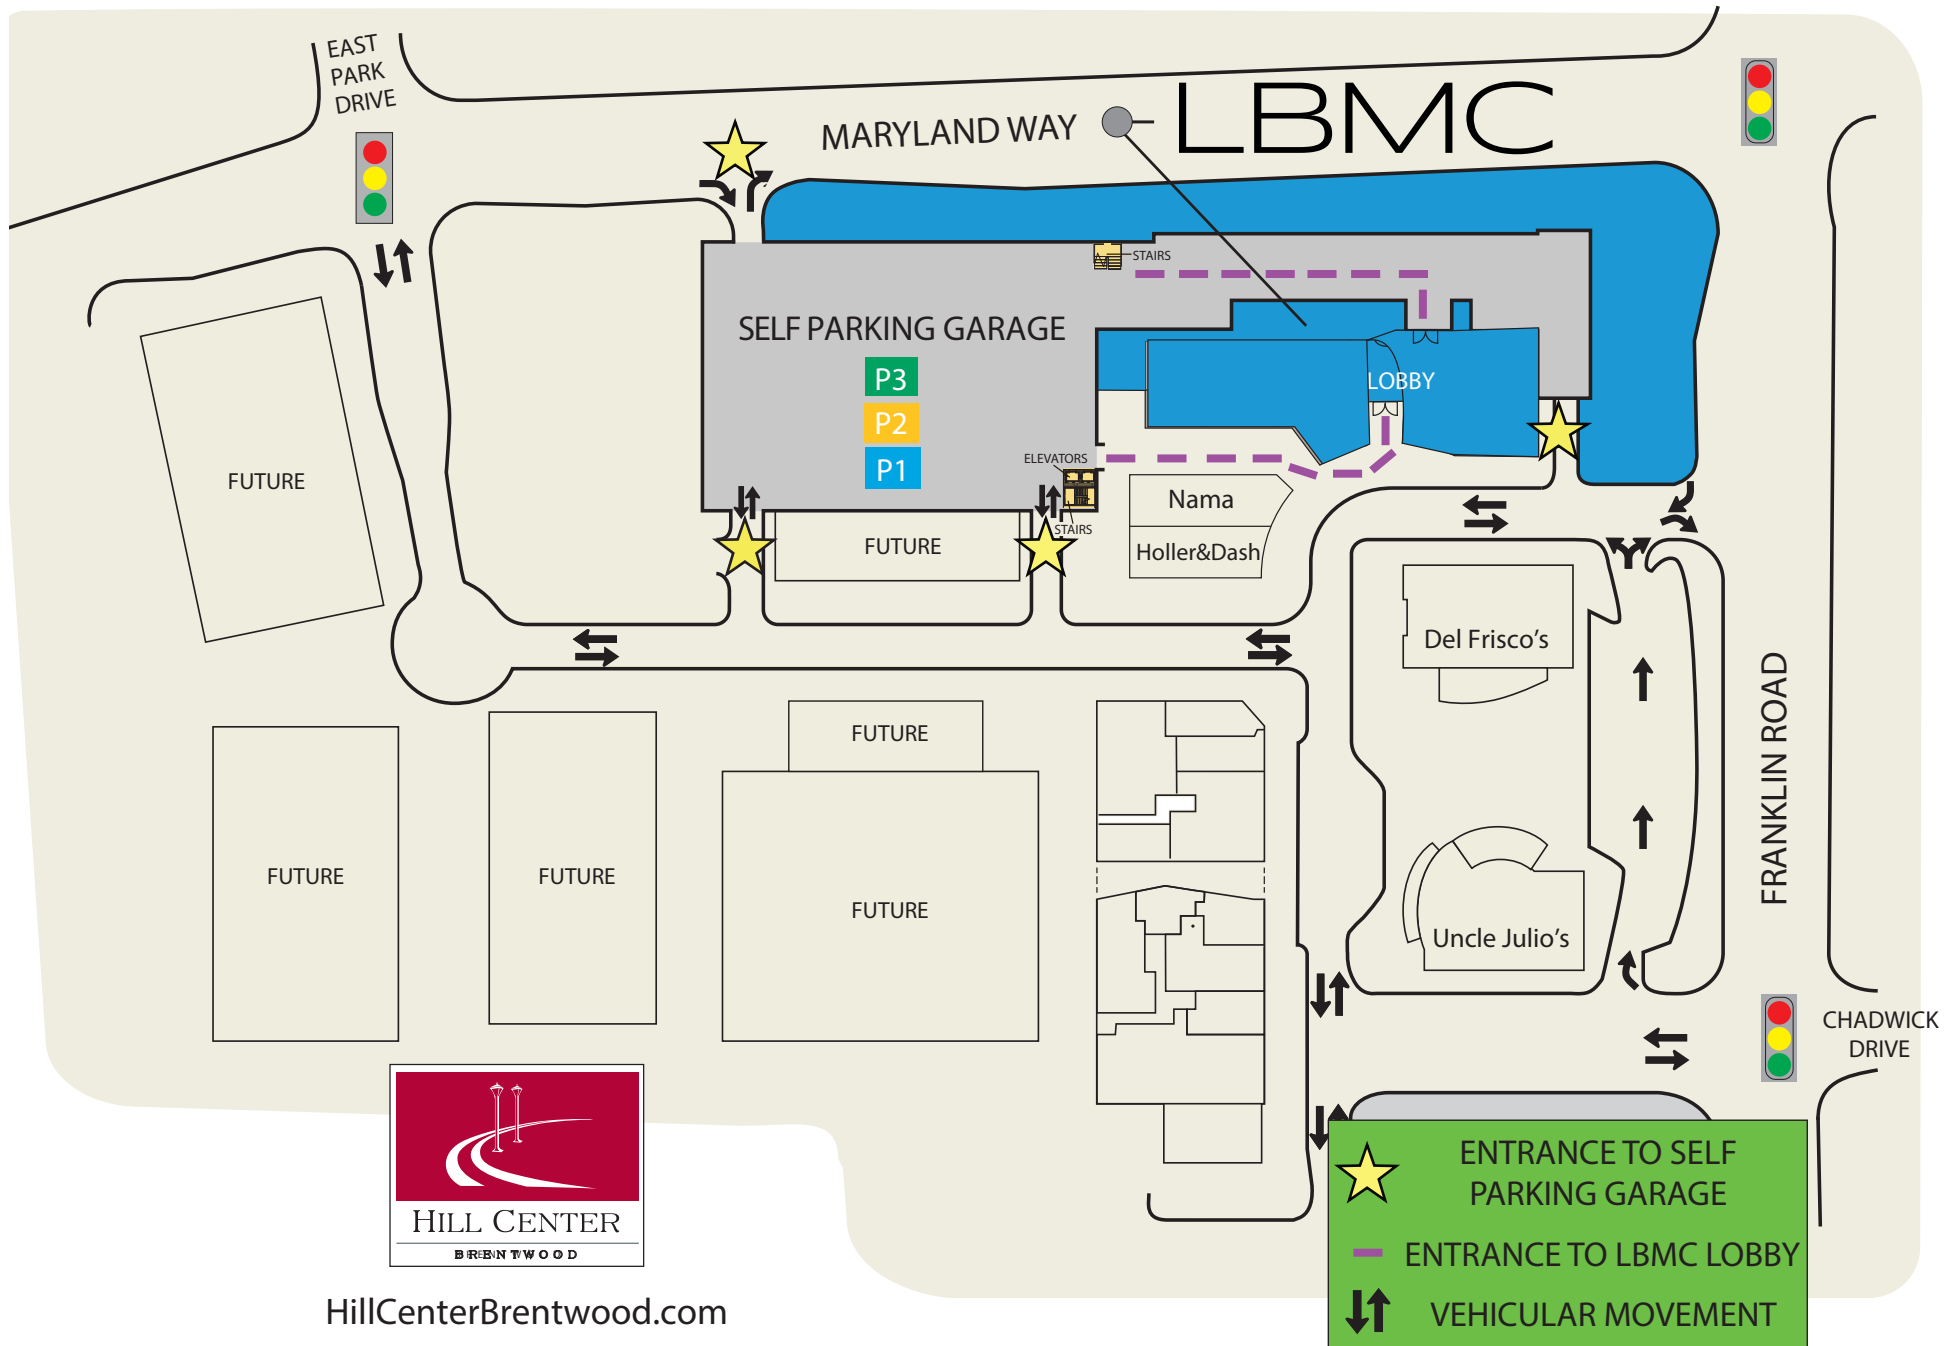 EAST
PARK
DRIVE
MARYLAND WAY
LBMC
STAIRS
SELF PARKING GARAGE
P3
P2
P1
LOBBY
ELEVATORS
STAIRS
FUTURE
Nama
Holler&Dash
FUTURE
Del Frisco’s
FRANKLIN ROAD
FUTURE
FUTURE
FUTURE
FUTURE
Uncle Julio’s
CHADWICK
DRIVE
HILL CENTER
BRENTWOOD
HillCenterBrentwood.com
ENTRANCE TO SELF
PARKING GARAGE
ENTRANCE TO LBMC LOBBY
VEHICULAR MOVEMENT